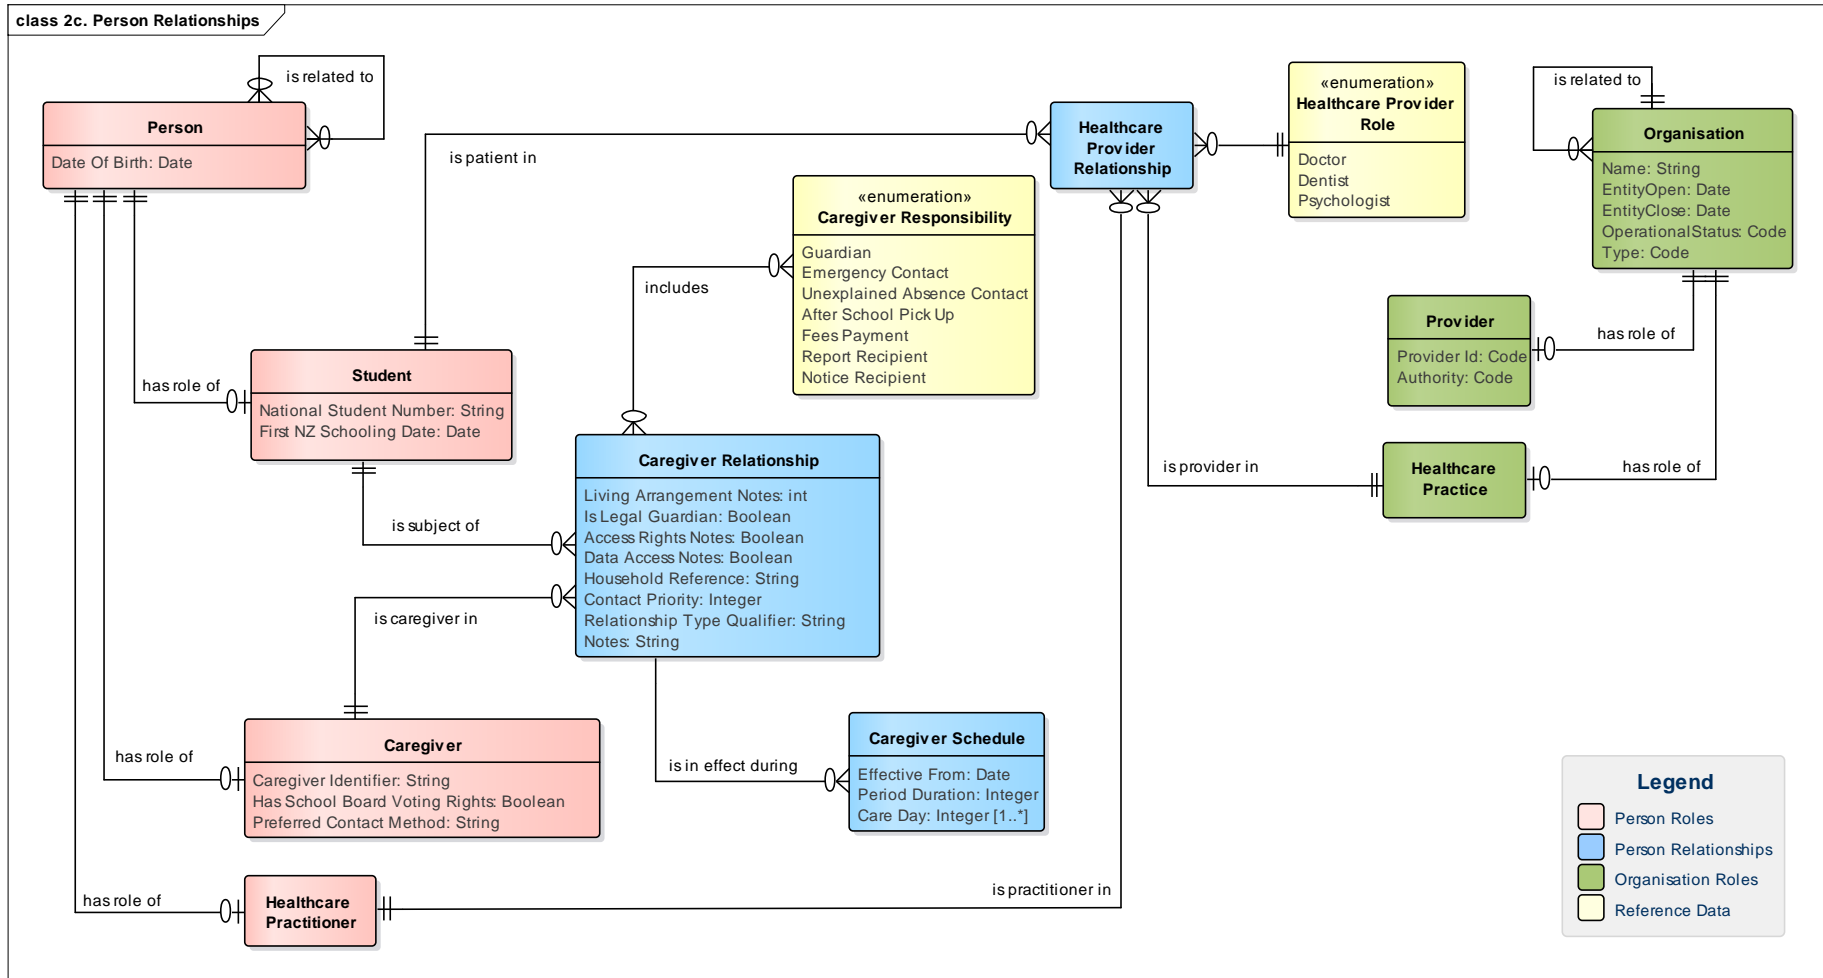 class 2c. Person Relationships
is related to
Person
Date Of Birth: Date
is patient in
Healthcare
Provider
Relationship
«enumeration»
Healthcare Provider
Role
Doctor
Dentist
Psychologist
is related to
Organisation
Name: String
EntityOpen: Date
EntityClose: Date
OperationalStatus: Code
Type: Code
«enumeration»
Caregiver Responsibility
Guardian
Emergency Contact
Unexplained Absence Contact
After School Pick Up
Fees Payment
Report Recipient
Notice Recipient
includes
Provider
Provider Id: Code
Authority: Code
has role of
has role of
Student
National Student Number: String
First NZ Schooling Date: Date
Caregiver Relationship
Living Arrangement Notes: int
Is Legal Guardian: Boolean
Access Rights Notes: Boolean
Data Access Notes: Boolean
Household Reference: String
Contact Priority: Integer
Relationship Type Qualifier: String
Notes: String
is subject of
is caregiver in
is provider in
Healthcare
Practice
has role of
has role of
Caregiver
Caregiver Identifier: String
Has School Board Voting Rights: Boolean
Preferred Contact Method: String
is in effect during
Caregiver Schedule
Effective From: Date
Period Duration: Integer
Care Day: Integer [1..*]
has role of
Healthcare
Practitioner
is practitioner in
Legend
Person Roles
Person Relationships
Organisation Roles
Reference Data